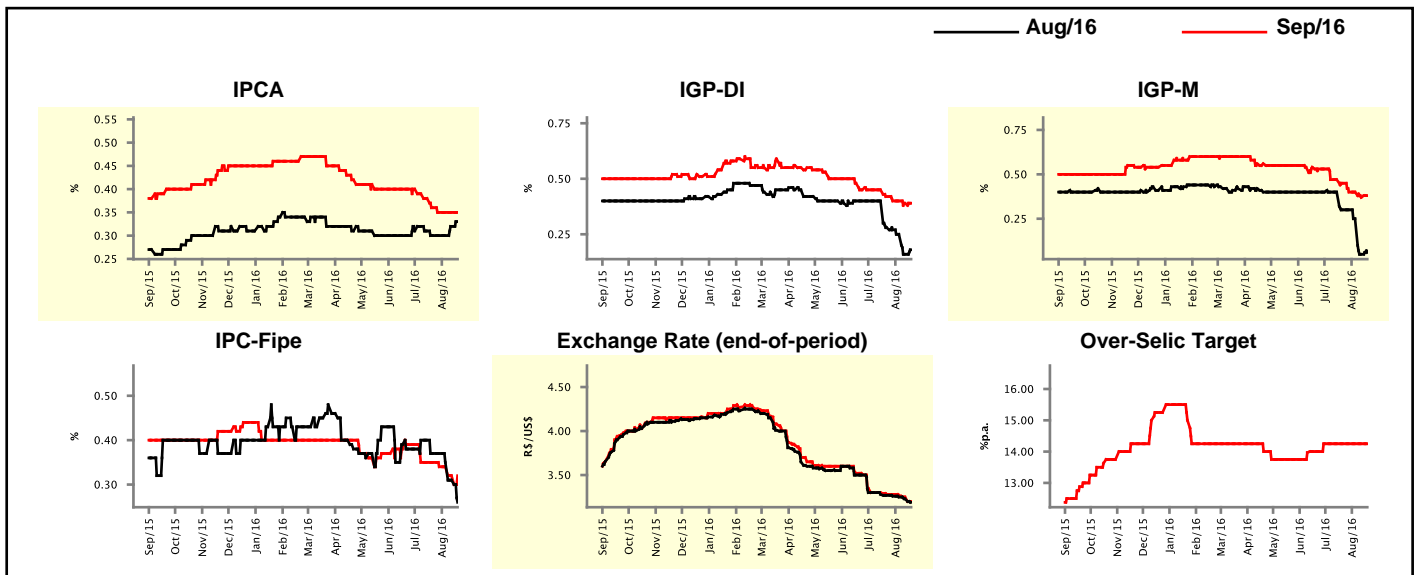 Aug/16 Sep/16
IPCA
0.55
0.50
0.45
0.40
0.35
0.30
0.25
%
Sep/15 Oct/15 Nov/15 Dec/15 Jan/16 Feb/16 Mar/16 Apr/16 May/16 Jun/16 Jul/16 Aug/16
IGP-DI
0.75
0.50
0.25
%
Sep/15 Oct/15 Nov/15 Dec/15 Jan/16 Feb/16 Mar/16 Apr/16 May/16 Jun/16 Jul/16 Aug/16
IGP-M
0.75
0.50
0.25
%
Sep/15 Oct/15 Nov/15 Dec/15 Jan/16 Feb/16 Mar/16 Apr/16 May/16 Jun/16 Jul/16 Aug/16
IPC-Fipe
0.50
0.40
0.30
%
Sep/15 Oct/15 Nov/15 Dec/15 Jan/16 Feb/16 Mar/16 Apr/16 May/16 Jun/16 Jul/16 Aug/16
Exchange Rate (end-of-period)
4.50
4.00
3.50
R$/US$
Sep/15 Oct/15 Nov/15 Dec/15 Jan/16 Feb/16 Mar/16 Apr/16 May/16 Jun/16 Jul/16 Aug/16
Over-Selic Target
16.00
15.00
14.00
13.00
%p.a.
Sep/15 Oct/15 Nov/15 Dec/15 Jan/16 Feb/16 Mar/16 Apr/16 May/16 Jun/16 Jul/16 Aug/16